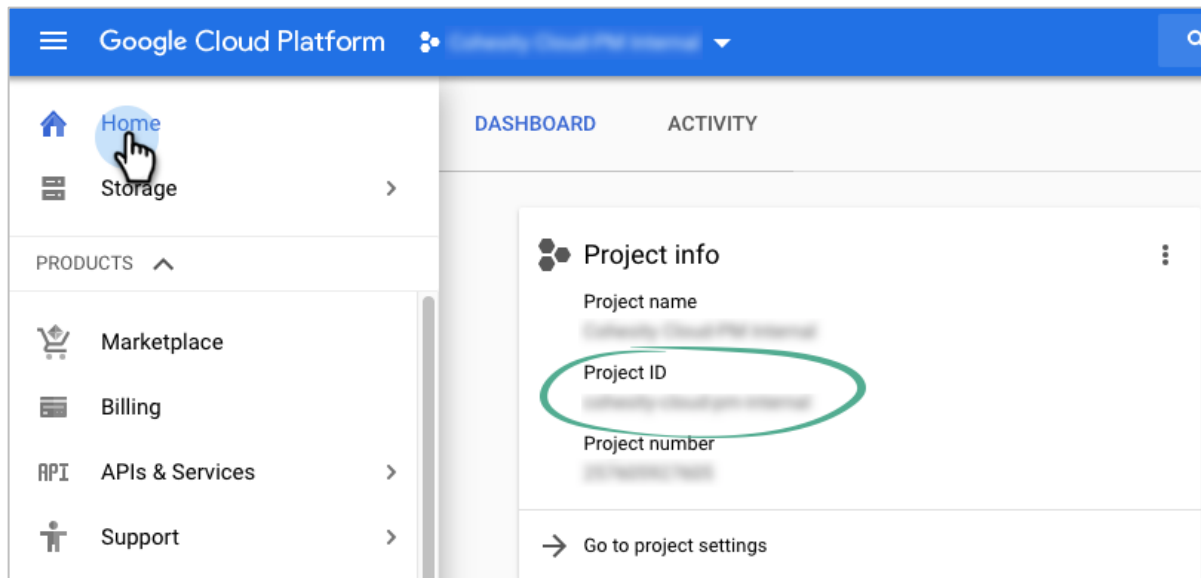 Google Cloud Platform
Home
Storage
PRODUCTS
Marketplace
Billing
API APIs & Services
Support
DASHBOARD ACTIVITY
Project info
Project name
Project ID
Project number
Go to project settings